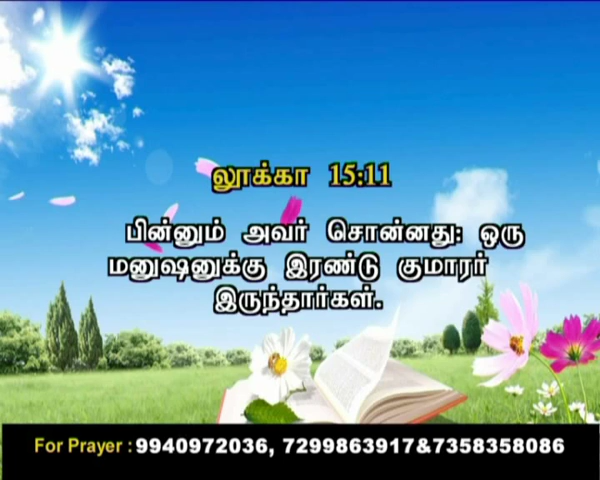 லூக்கா 15:11
பின்னும் அவர் சொன்னது: ஒரு
மனுஷனுக்கு இரண்டு குமாரர்
இருந்தார்கள்.
For Prayer : 9940972036, 7299863917&7358358086